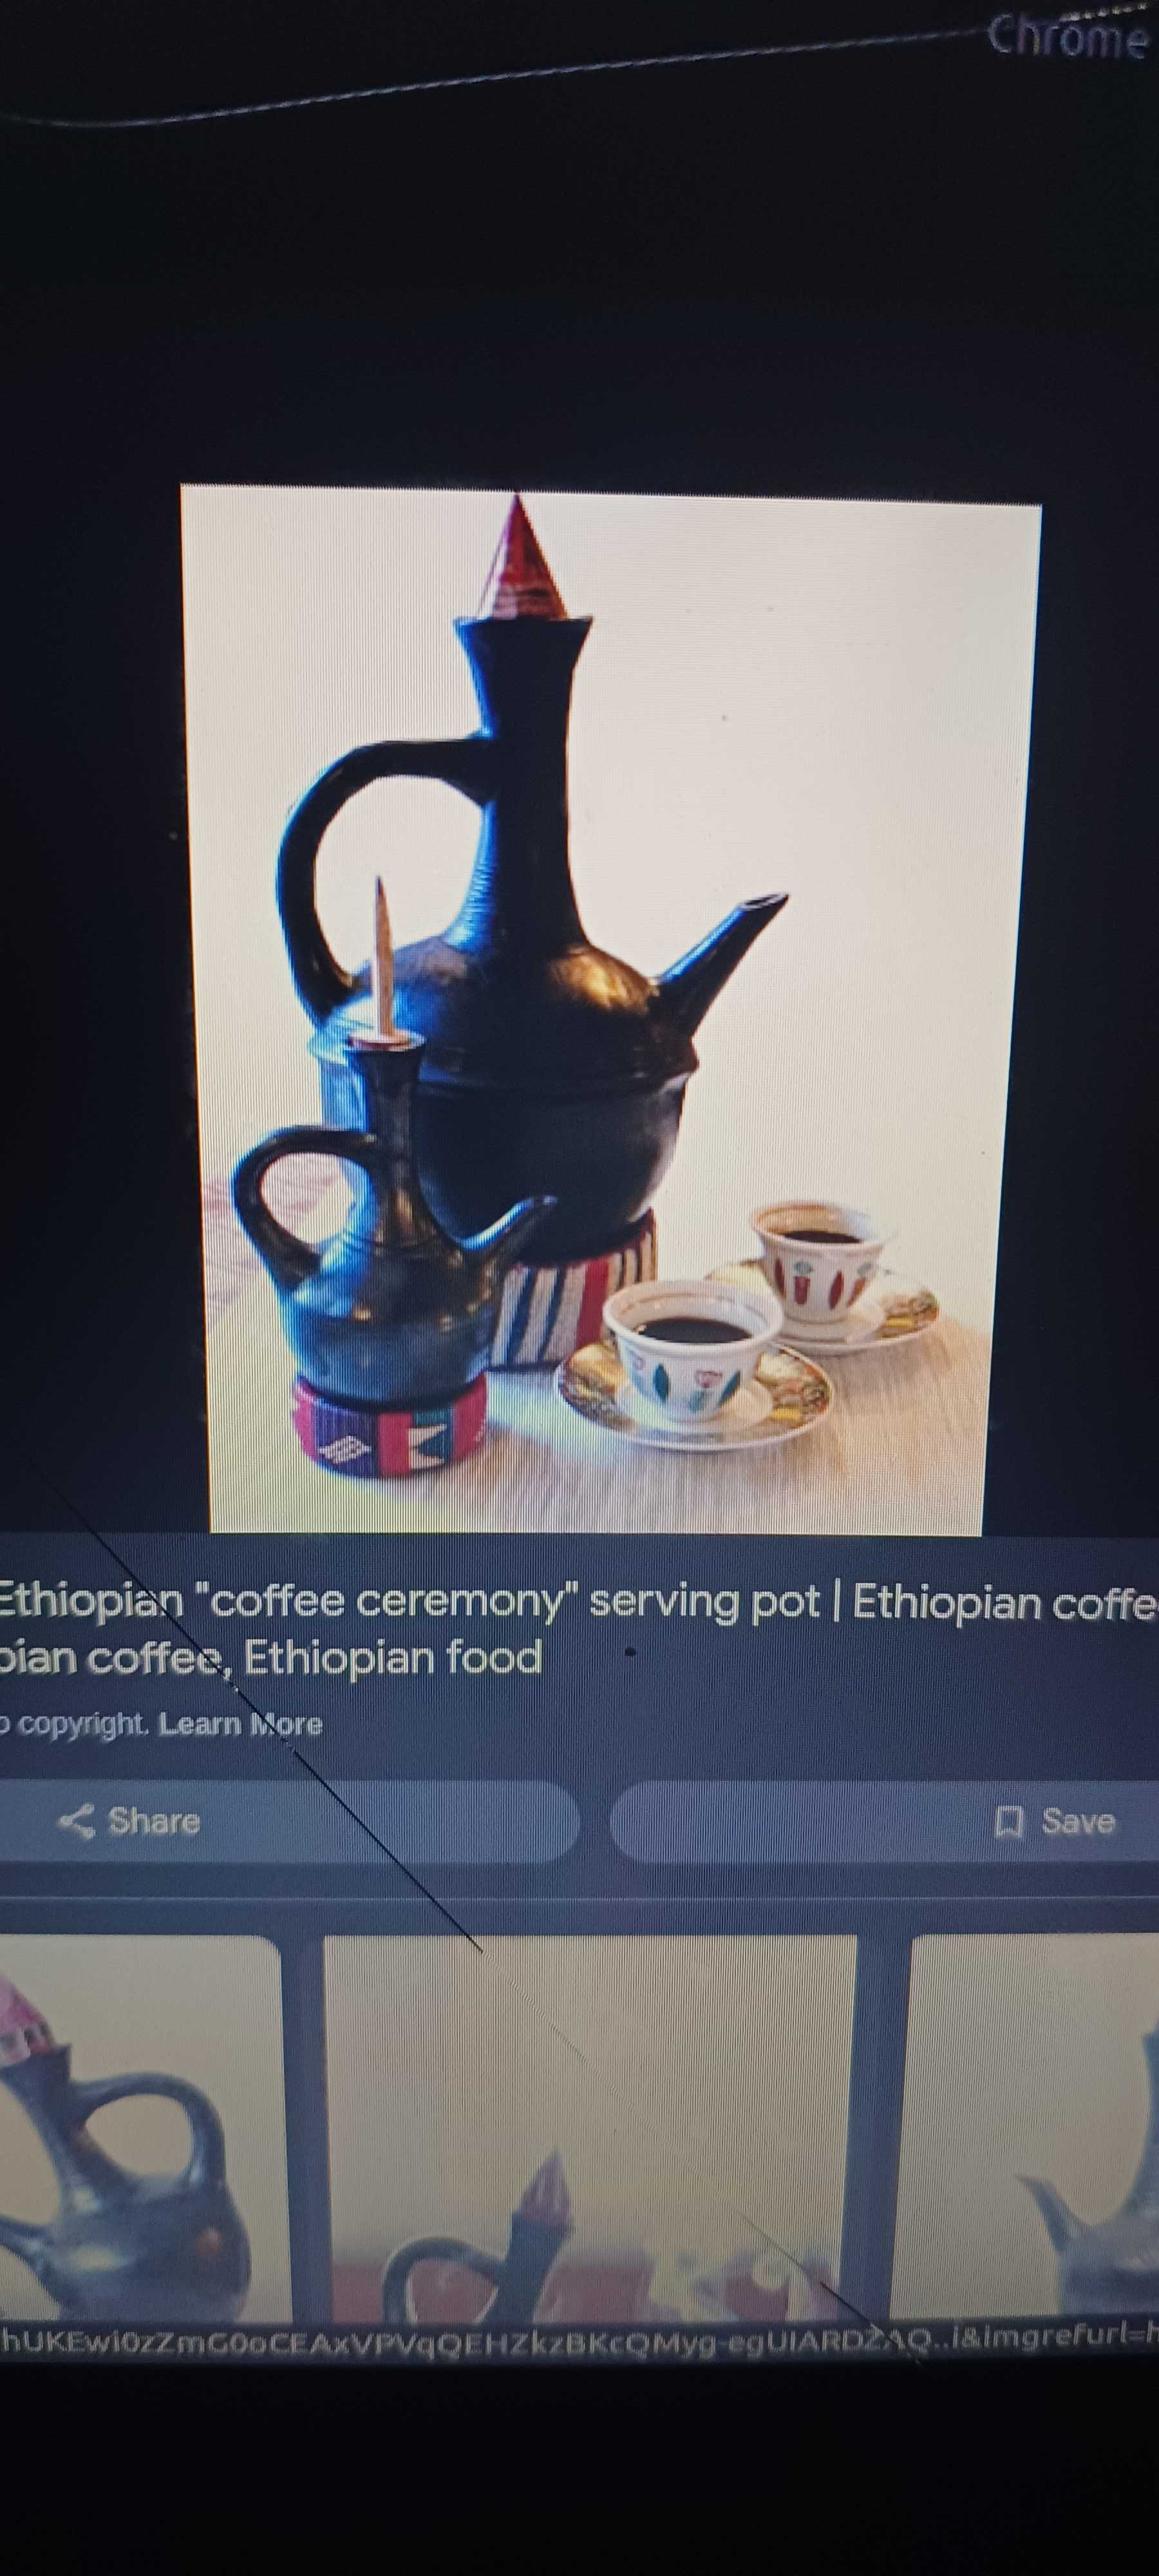 Chrome
Ethiopian "coffee ceremony" serving pot | Ethiopian coffe
pian coffee, Ethiopian food
o copyright. Learn More
Share
Save
hUKEwi0zZmG0oCEAxVPVqQEHZkzBKcQMyg-egUIARDZAQ..i&imgrefurl=h